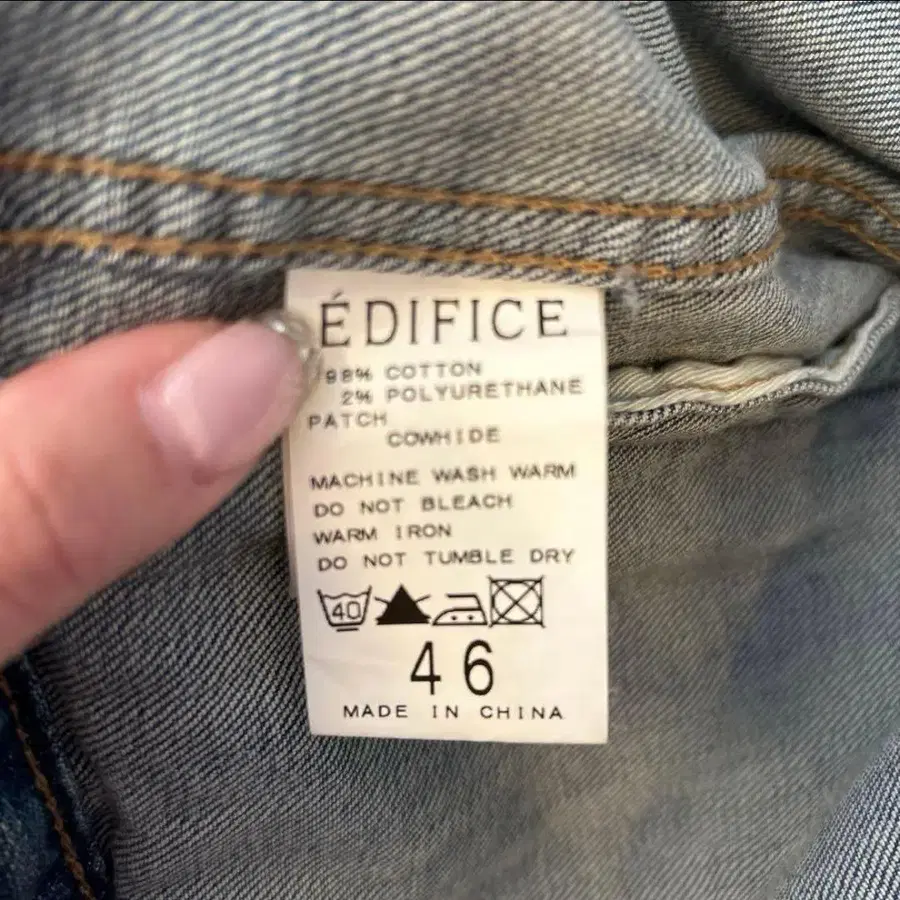 ÉDIFICE
98% COTTON
2% POLYURETHANE
PATCH
COWHIDE
MACHINE WASH WARM
DO NOT BLEACH
WARM IRON
DO NOT TUMBLE DRY
40
46
MADE IN CHINA